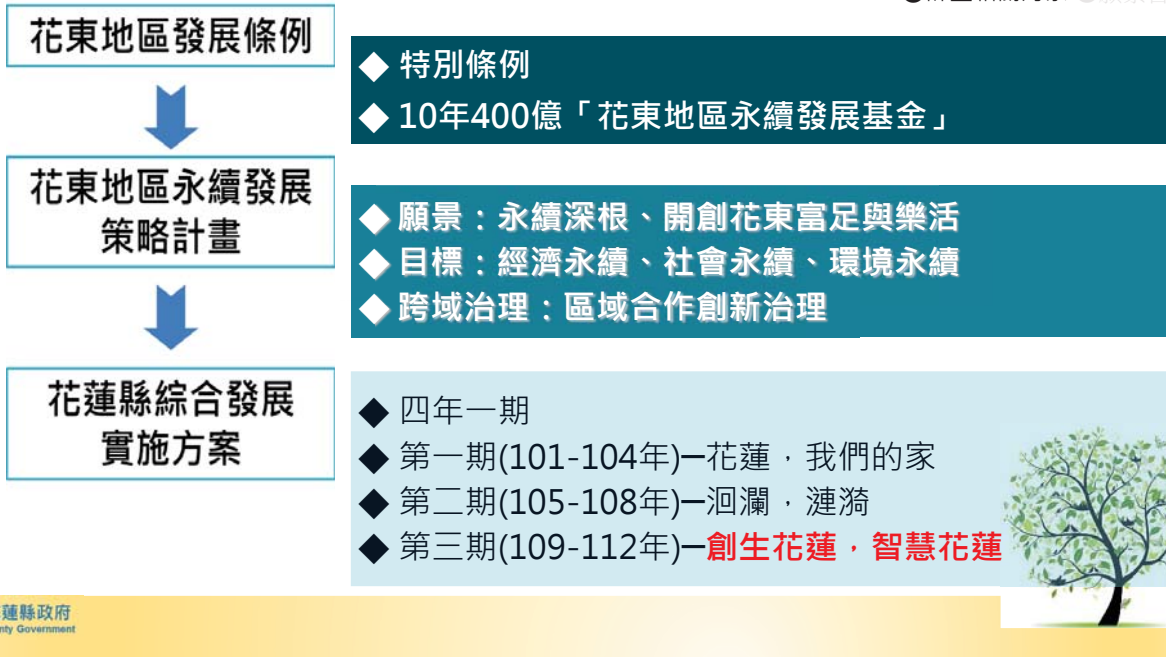 花東地區發展條例
◆ 特別條例
◆ 10年400億「花東地區永續發展基金」
花東地區永續發展
策略計畫
◆ 願景：永續深根、開創花東富足與樂活
◆ 目標：經濟永續、社會永續、環境永續
◆ 跨域治理：區域合作創新治理
花蓮縣綜合發展
實施方案
◆ 四年一期
◆ 第一期(101-104年)─花蓮，我們的家
◆ 第二期(105-108年)─洄瀾，漣漪
◆ 第三期(109-112年)─創生花蓮，智慧花蓮
蓮縣政府
nty Government